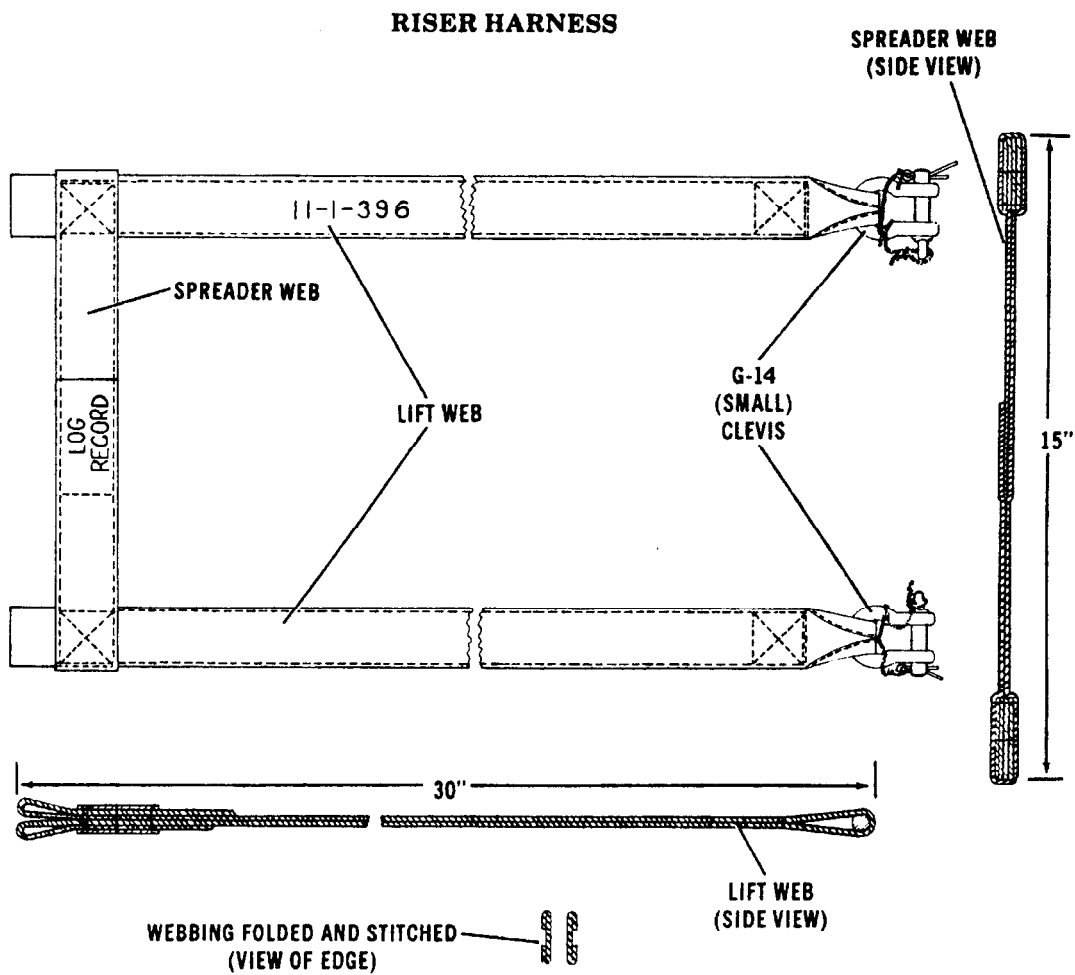 RISER HARNESS
SPREADER WEB
(SIDE VIEW)
11-1-396
SPREADER WEB
LIFT WEB
G-14
(SMALL)
CLEVIS
LOG
RECORD
15"
30"
LIFT WEB
(SIDE VIEW)
WEBBING FOLDED AND STITCHED
(VIEW OF EDGE)